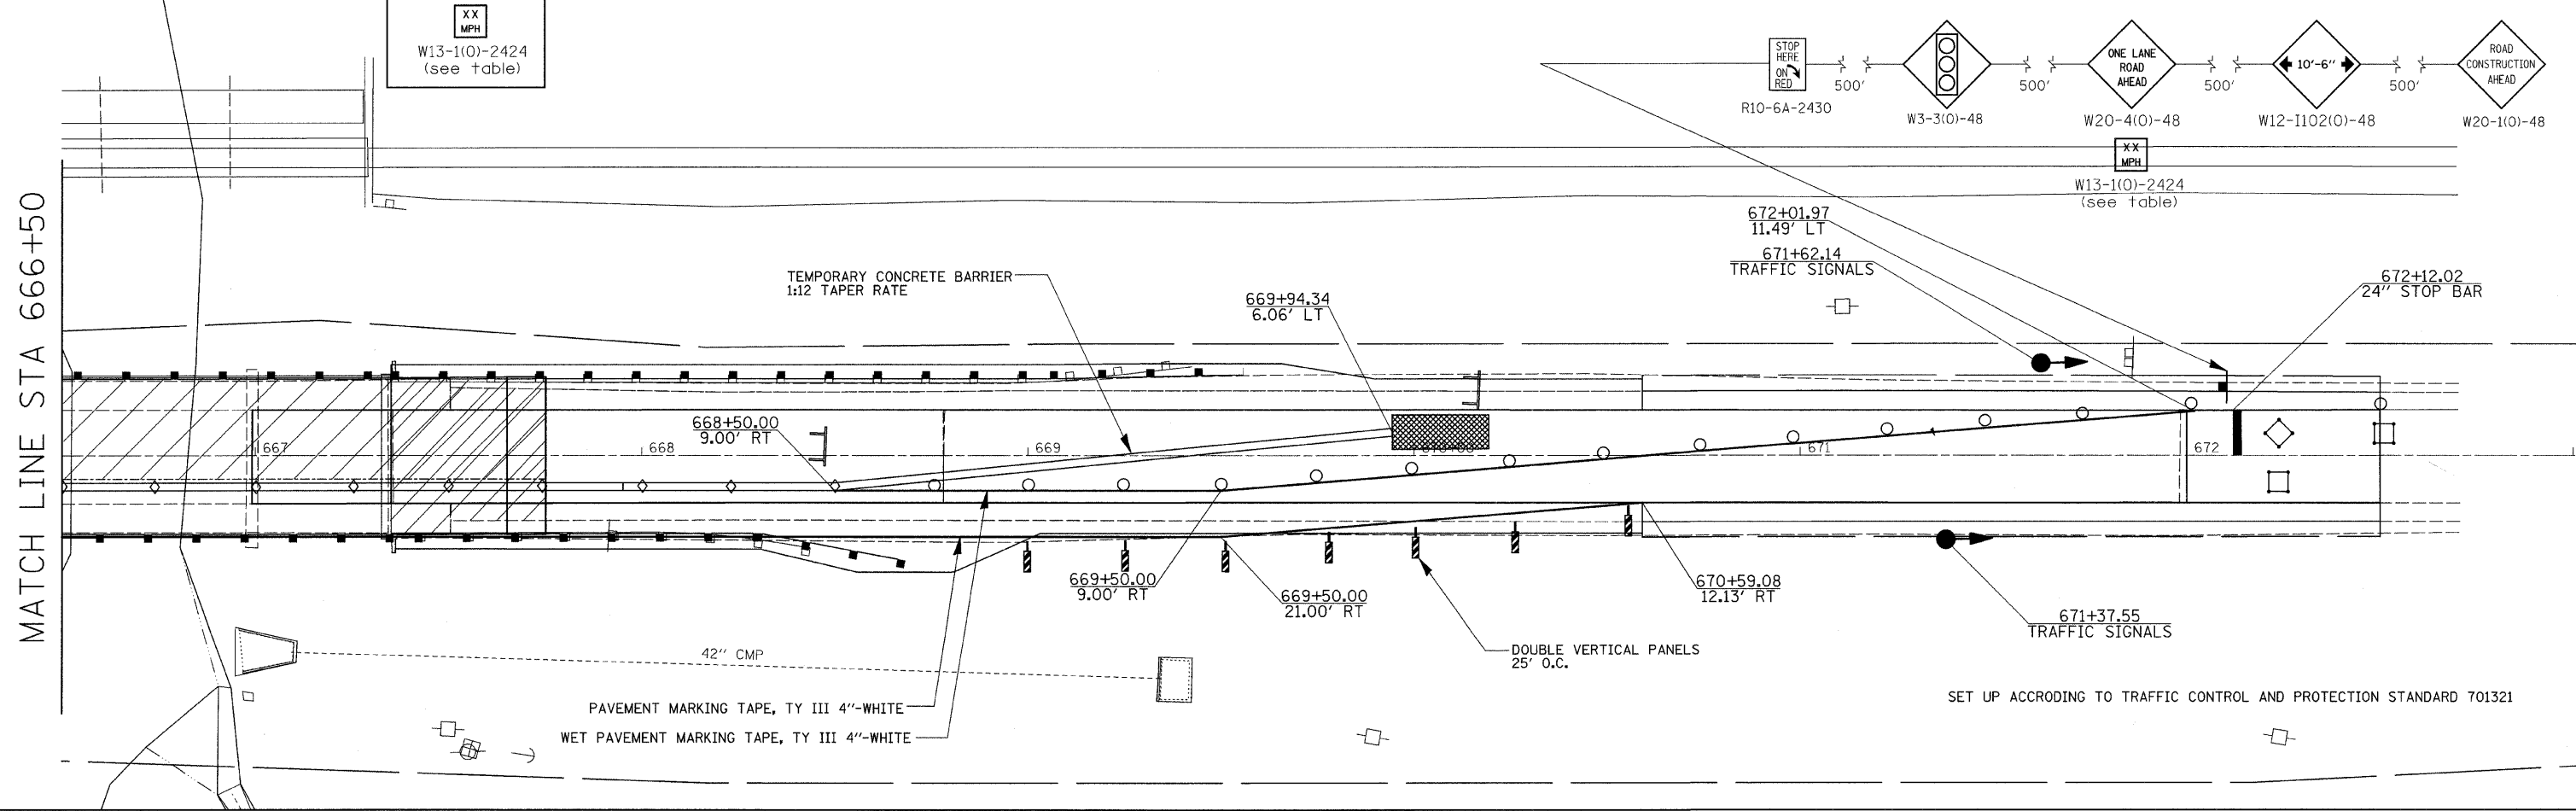 XX
MPH
W13-1(O)-2424
(see table)
STOP
HERE
ON
RED
R10-6A-2430
500'
W3-3(O)-48
500'
ONE LANE
ROAD
AHEAD
W20-4(O)-48
500'
10'-6"
W12-I102(O)-48
500'
ROAD
CONSTRUCTION
AHEAD
W20-1(O)-48
XX
MPH
W13-1(O)-2424
(see table)
MATCH LINE STA 666+50
672+01.97
11.49' LT
671+62.14
TRAFFIC SIGNALS
672+12.02
24" STOP BAR
TEMPORARY CONCRETE BARRIER
1:12 TAPER RATE
669+94.34
6.06' LT
668+50.00
9.00' RT
667
668
669
671
672
669+50.00
9.00' RT
669+50.00
21.00' RT
670+59.08
12.13' RT
671+37.55
TRAFFIC SIGNALS
DOUBLE VERTICAL PANELS
25' O.C.
42" CMP
PAVEMENT MARKING TAPE, TY III 4"-WHITE
WET PAVEMENT MARKING TAPE, TY III 4"-WHITE
SET UP ACCRODING TO TRAFFIC CONTROL AND PROTECTION STANDARD 701321